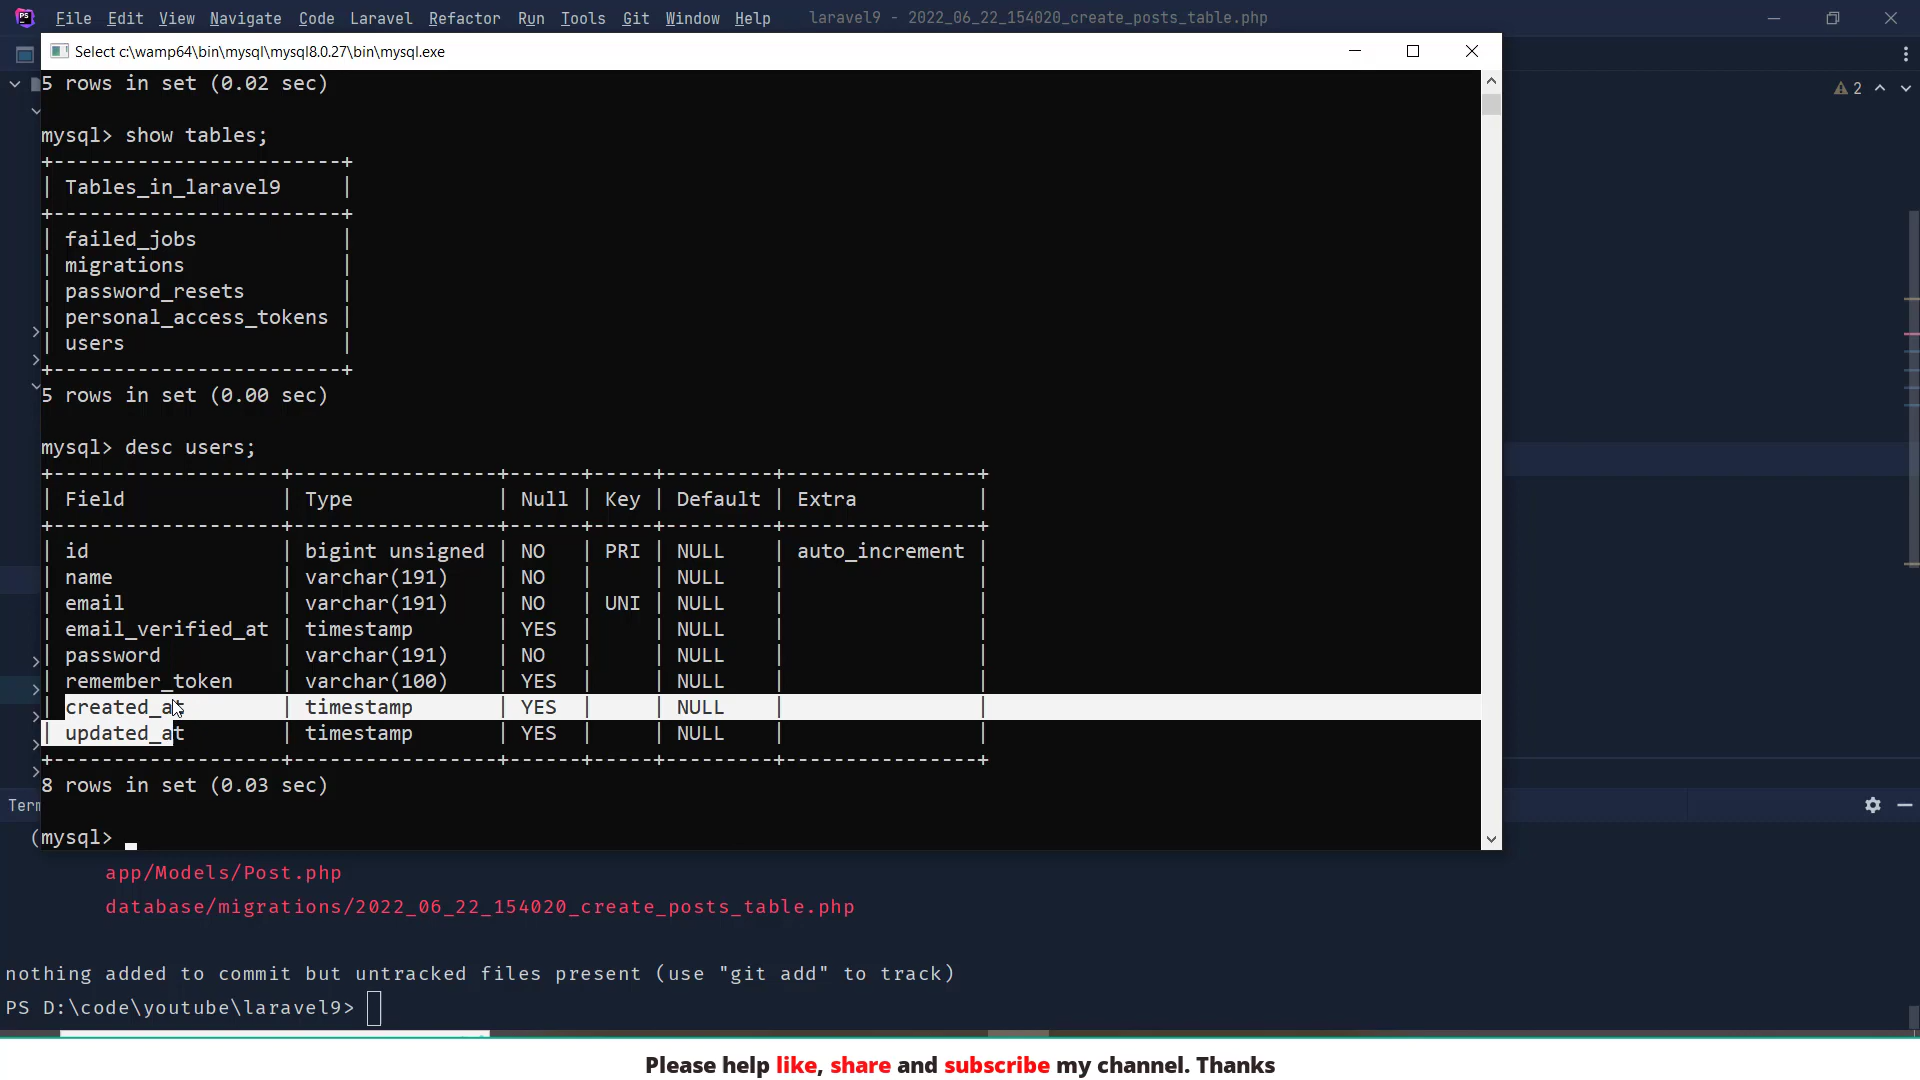 File Edit View Navigate Code Laravel Refactor Run Tools Git Window Help laravel9 - 2022_06_22_154020_create_posts_table.php
Select c:\wamp64\bin\mysql\mysql8.0.27\bin\mysql.exe
5 rows in set (0.02 sec)
2
mysql> show tables;
+------------------------+
| Tables_in_laravel9     |
+------------------------+
| failed_jobs            |
| migrations             |
| password_resets        |
| personal_access_tokens |
| users                  |
+------------------------+
5 rows in set (0.00 sec)
mysql> desc users;
+-------------------+-----------------+------+-----+---------+----------------+
| Field             | Type            | Null | Key | Default | Extra          |
+-------------------+-----------------+------+-----+---------+----------------+
| id                | bigint unsigned | NO   | PRI | NULL    | auto_increment |
| name              | varchar(191)    | NO   |     | NULL    |                |
| email             | varchar(191)    | NO   | UNI | NULL    |                |
| email_verified_at | timestamp       | YES  |     | NULL    |                |
| password          | varchar(191)    | NO   |     | NULL    |                |
| remember_token    | varchar(100)    | YES  |     | NULL    |                |
| created_at        | timestamp       | YES  |     | NULL    |                |
| updated_at        | timestamp       | YES  |     | NULL    |                |
+-------------------+-----------------+------+-----+---------+----------------+
8 rows in set (0.03 sec)
Term
(mysql>
app/Models/Post.php
database/migrations/2022_06_22_154020_create_posts_table.php
nothing added to commit but untracked files present (use "git add" to track)
PS D:\code\youtube\laravel9>
Please help like, share and subscribe my channel. Thanks